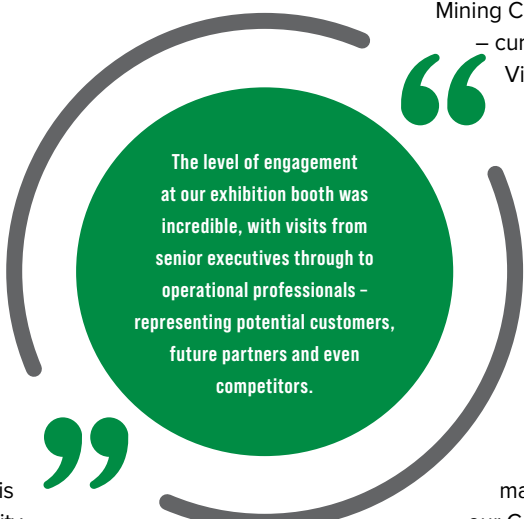 Mining C
– cur
Vi
“
The level of engagement
at our exhibition booth was
incredible, with visits from
senior executives through to
operational professionals –
representing potential customers,
future partners and even
competitors.
”
is
ma